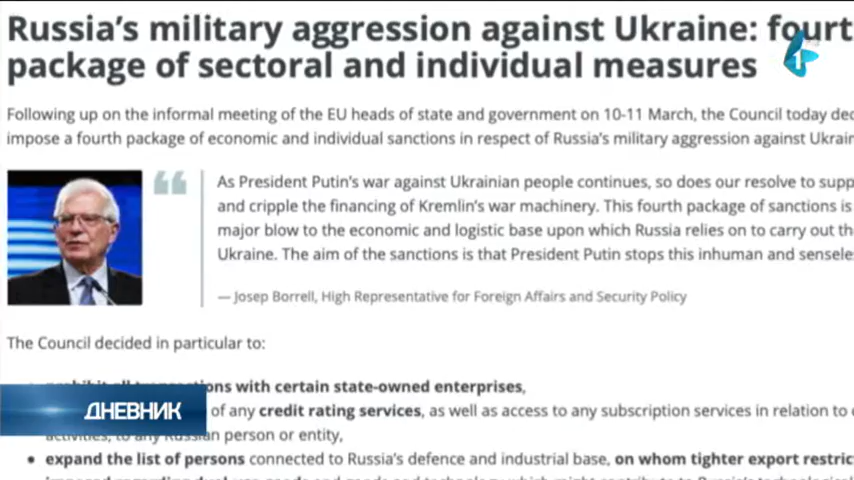 Russia's military aggression against Ukraine: fourt
package of sectoral and individual measures
Following up on the informal meeting of the EU heads of state and government on 10-11 March, the Council today dec
impose a fourth package of economic and individual sanctions in respect of Russia's military aggression against Ukrain
As President Putin's war against Ukrainian people continues, so does our resolve to supp
and cripple the financing of Kremlin's war machinery. This fourth package of sanctions is
major blow to the economic and logistic base upon which Russia relies on to carry out th
Ukraine. The aim of the sanctions is that President Putin stops this inhuman and sensele
— Josep Borrell, High Representative for Foreign Affairs and Security Policy
The Council decided in particular to:
prohibit all transactions with certain state-owned enterprises,
ДНЕВНИК
of any credit rating services, as well as access to any subscription services in relation to
activities, to any Russian person or entity,
• expand the list of persons connected to Russia's defence and industrial base, on whom tighter export restric